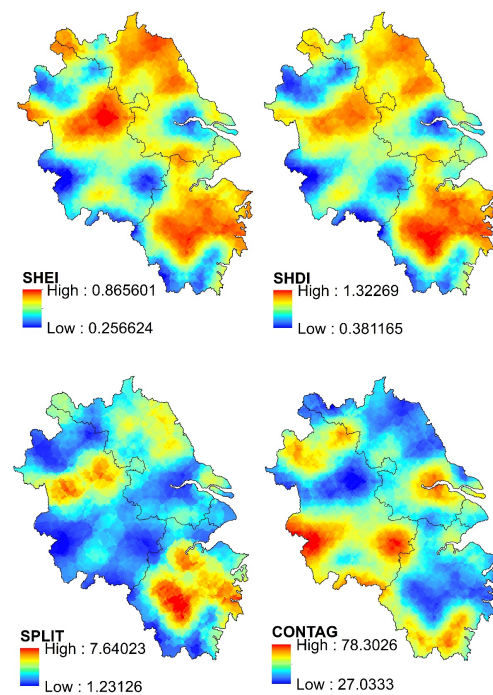 SHEI
High : 0.865601
Low : 0.256624
SHDI
High : 1.32269
Low : 0.381165
SPLIT
High : 7.64023
Low : 1.23126
CONTAG
High : 78.3026
Low : 27.0333